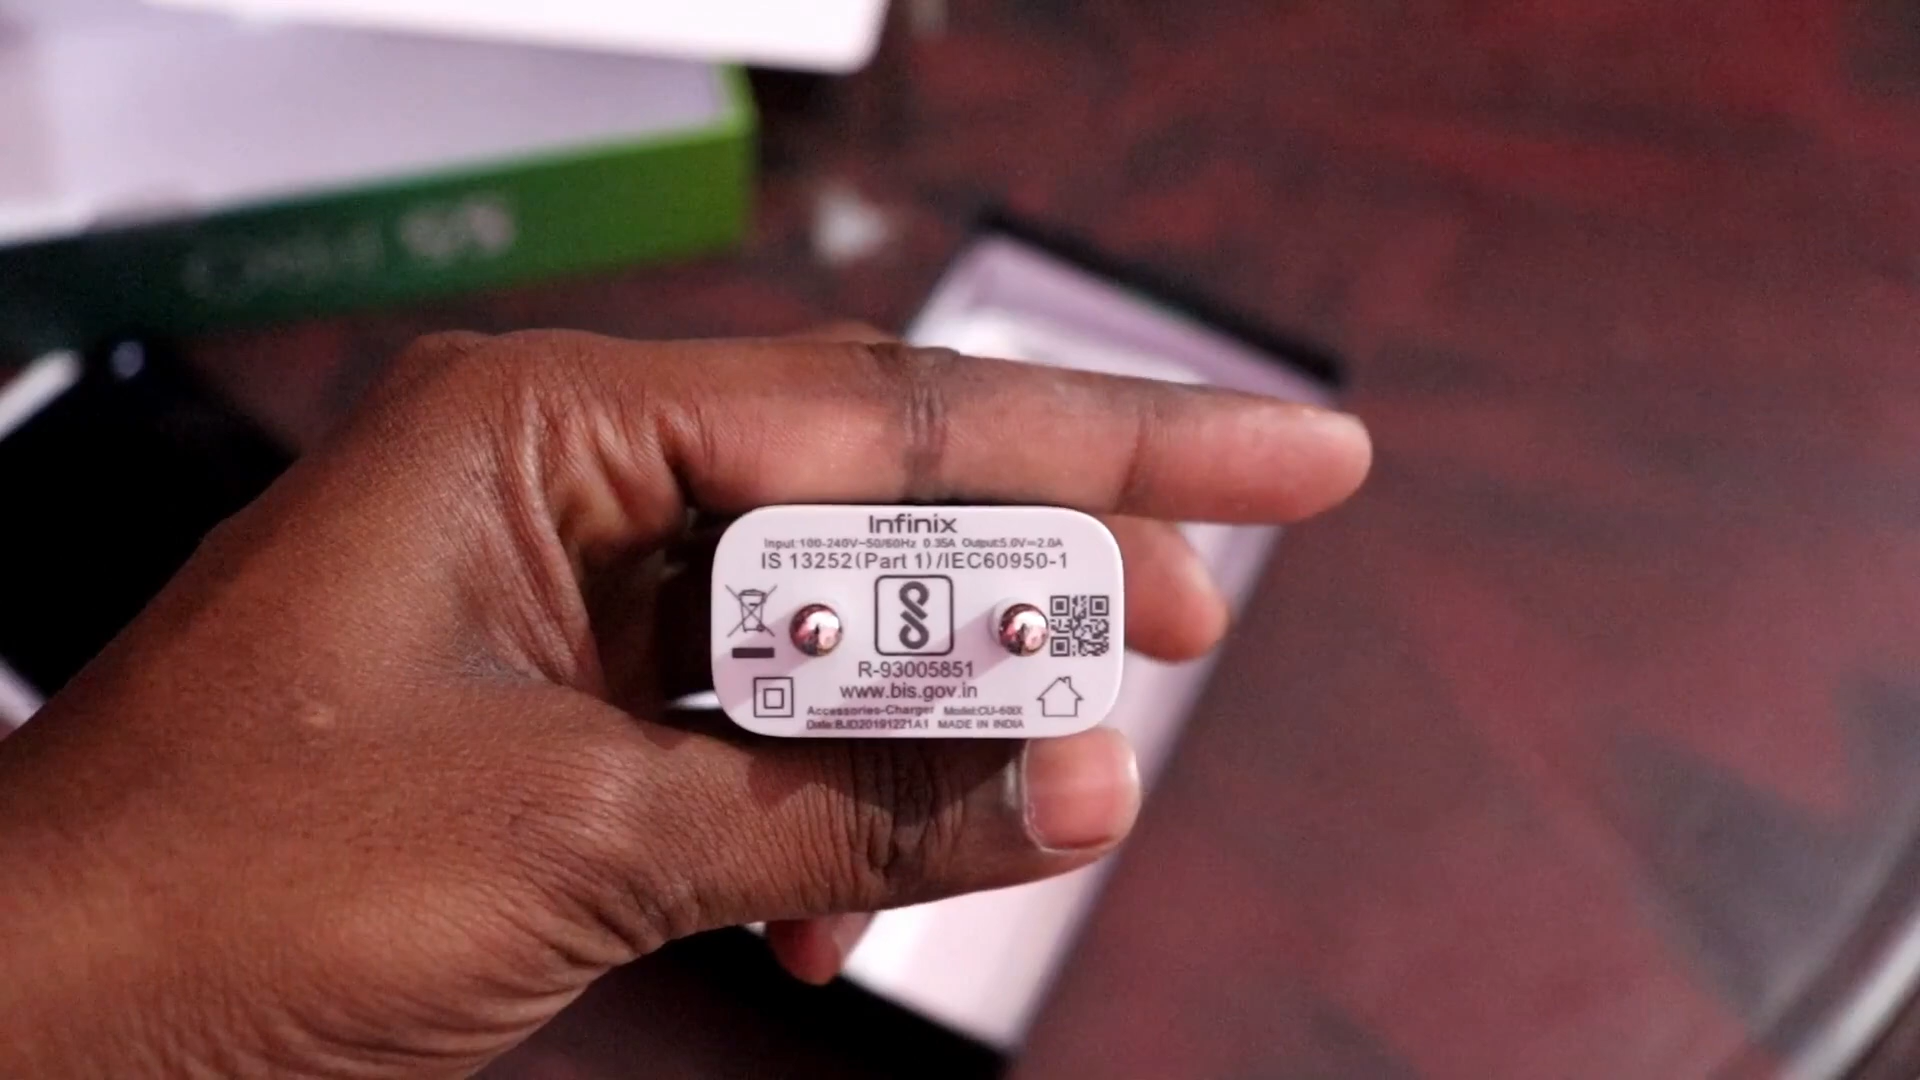 Infinix
Input:100-240V~50/60Hz 0.35A Output:5.0V⎓2.0A
IS 13252(Part 1)/IEC60950-1
R-93005851
www.bis.gov.in
Accessories-Charger Model:CU-60IX
Date:BJD20191221A1 MADE IN INDIA